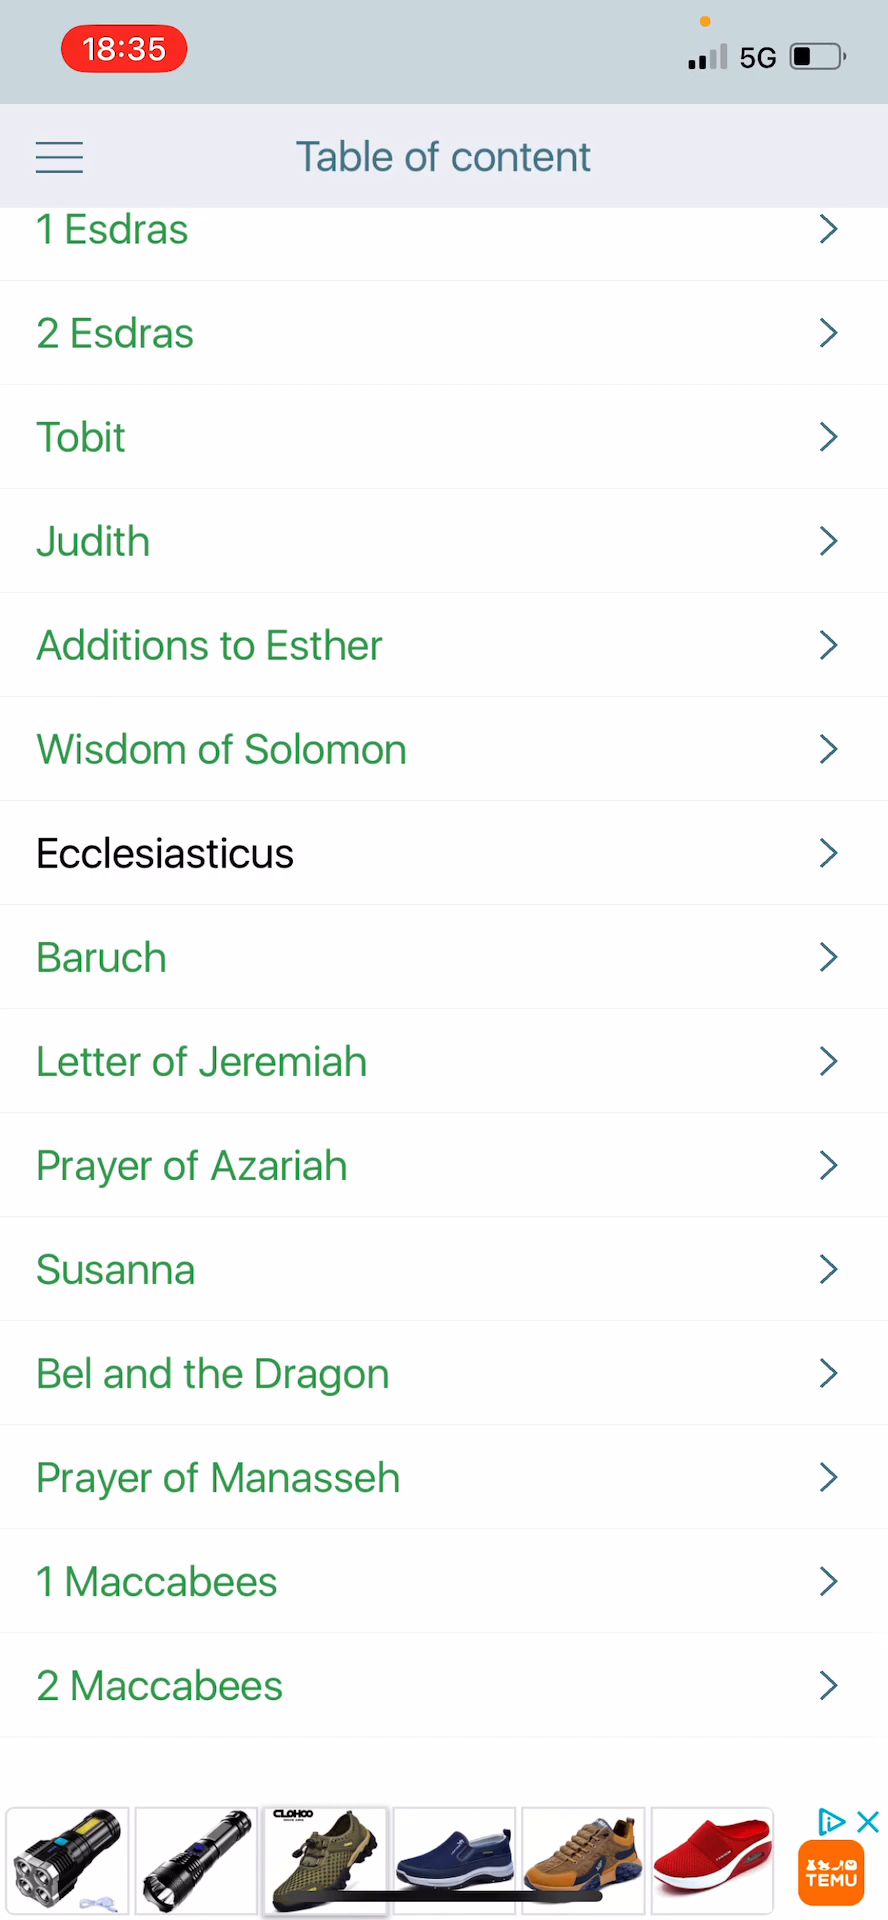 18:35
5G
Table of content
1 Esdras
2 Esdras
Tobit
Judith
Additions to Esther
Wisdom of Solomon
Ecclesiasticus
Baruch
Letter of Jeremiah
Prayer of Azariah
Susanna
Bel and the Dragon
Prayer of Manasseh
1 Maccabees
2 Maccabees
CLOHOO
TEMU